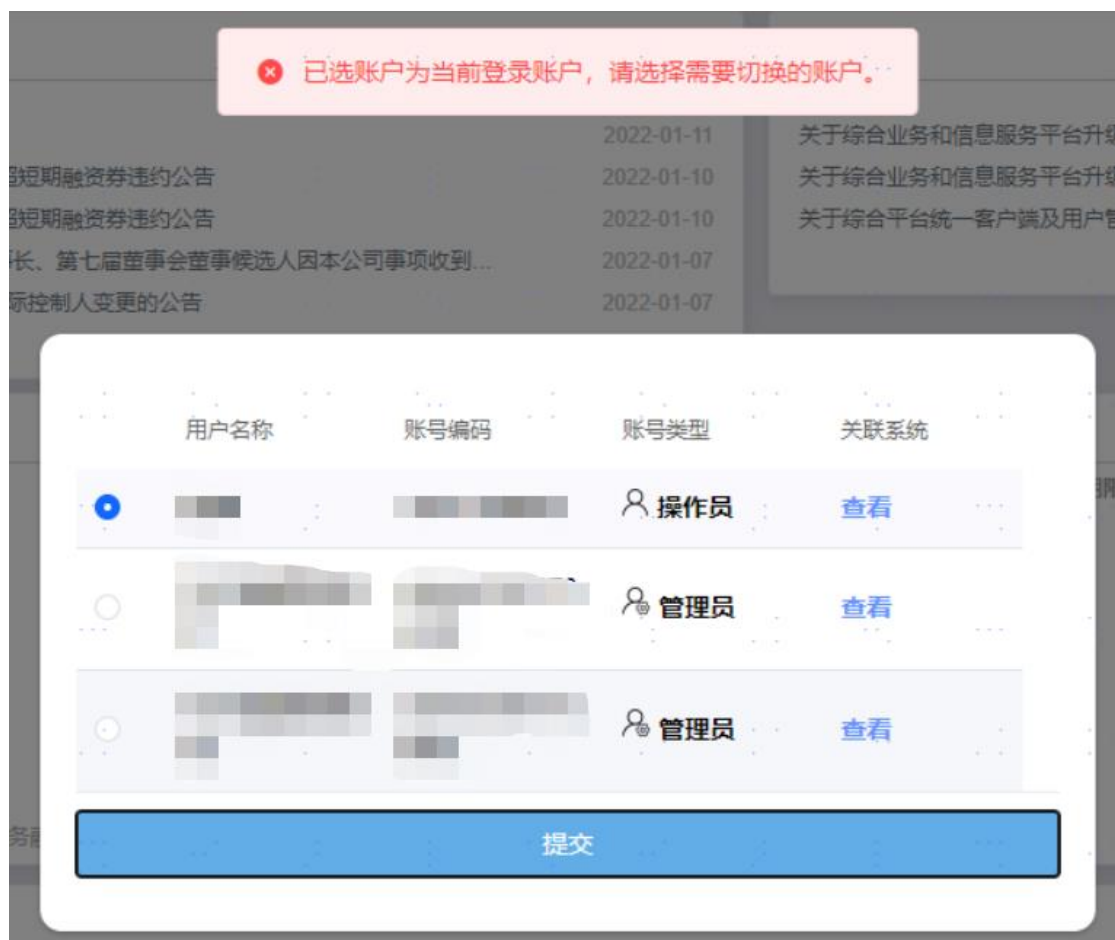 已选账户为当前登录账户，请选择需要切换的账户。
2022-01-11
关于综合业务和信息服务平台升
短期融资券违约公告
2022-01-10
关于综合业务和信息服务平台升
短期融资券违约公告
2022-01-10
关于综合平台统一客户端及用户
长、第七届董事会董事候选人因本公司事项收到...
2022-01-07
际控制人变更的公告
2022-01-07
用户名称 账号编码 账号类型 关联系统
操作员 查看
管理员 查看
管理员 查看
提交